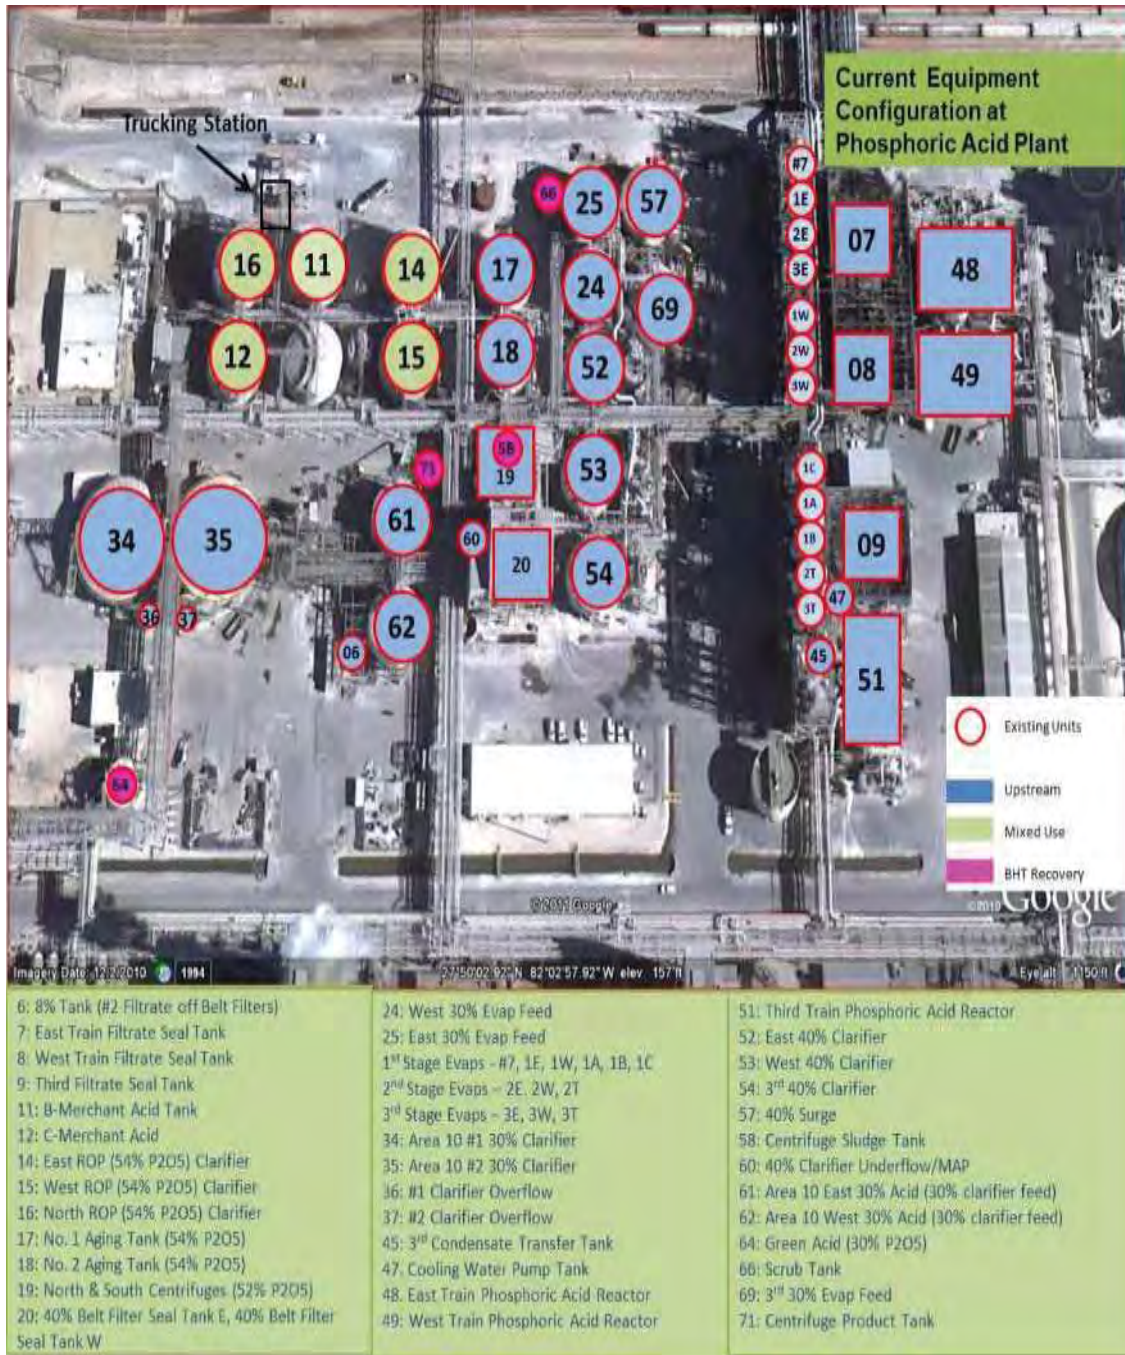 Current Equipment
Configuration at
Phosphoric Acid Plant
Trucking Station
#7
1E
2E
3E
1W
2W
3W
07
48
08
49
66
25
57
16
11
14
17
24
69
12
15
18
52
58
19
53
71
1C
1A
1B
2T
3T
34
35
61
60
20
54
09
47
36
37
62
06
45
51
64
Existing Units
Upstream
Mixed Use
BHT Recovery
© 2011 Google
©2010 Google
Imagery Date: 12/2/2010
1994
27°50'02.92" N 82°02'57.92" W elev 157 ft
Eye alt 1150 ft
6: 8% Tank (#2 Filtrate off Belt Filters)
7: East Train Filtrate Seal Tank
8: West Train Filtrate Seal Tank
9: Third Filtrate Seal Tank
11: B-Merchant Acid Tank
12: C-Merchant Acid
14: East ROP (54% P2O5) Clarifier
15: West ROP (54% P2O5) Clarifier
16: North ROP (54% P2O5) Clarifier
17: No. 1 Aging Tank (54% P2O5)
18: No. 2 Aging Tank (54% P2O5)
19: North & South Centrifuges (52% P2O5)
20: 40% Belt Filter Seal Tank E, 40% Belt Filter
Seal Tank W
24: West 30% Evap Feed
25: East 30% Evap Feed
1st Stage Evaps - #7, 1E, 1W, 1A, 1B, 1C
2nd Stage Evaps – 2E. 2W, 2T
3rd Stage Evaps – 3E, 3W, 3T
34: Area 10 #1 30% Clarifier
35: Area 10 #2 30% Clarifier
36: #1 Clarifier Overflow
37: #2 Clarifier Overflow
45: 3rd Condensate Transfer Tank
47. Cooling Water Pump Tank
48. East Train Phosphoric Acid Reactor
49: West Train Phosphoric Acid Reactor
51: Third Train Phosphoric Acid Reactor
52: East 40% Clarifier
53: West 40% Clarifier
54: 3rd 40% Clarifier
57: 40% Surge
58: Centrifuge Sludge Tank
60: 40% Clarifier Underflow/MAP
61: Area 10 East 30% Acid (30% clarifier feed)
62: Area 10 West 30% Acid (30% clarifier feed)
64: Green Acid (30% P2O5)
66: Scrub Tank
69: 3rd 30% Evap Feed
71: Centrifuge Product Tank